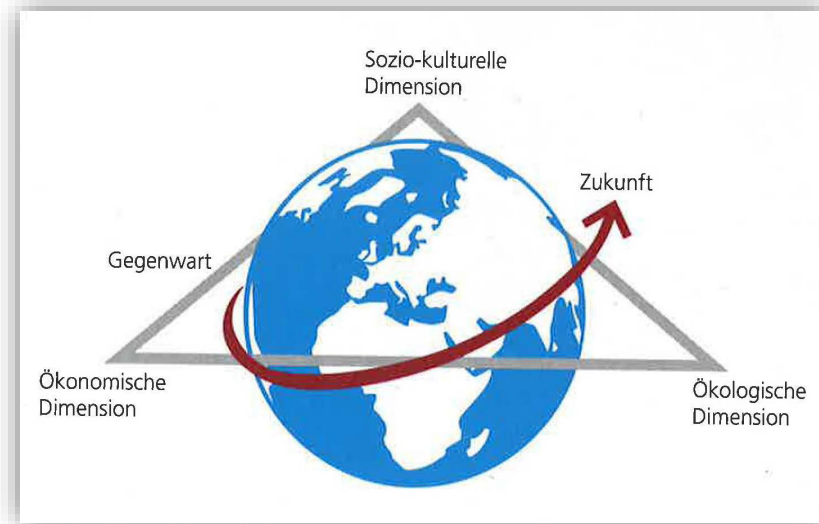 Sozio-kulturelle
Dimension
Zukunft
Gegenwart
Ökonomische
Dimension
Ökologische
Dimension